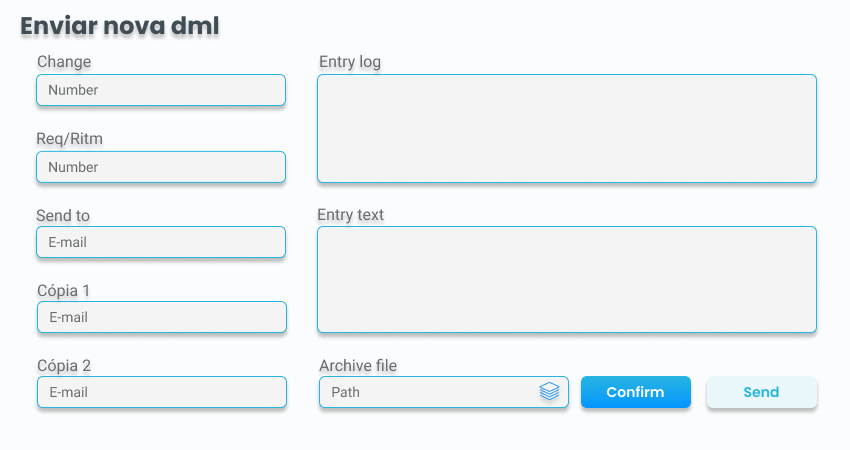 Enviar nova dml
Change
Number
Req/Ritm
Number
Send to
E-mail
Cópia 1
E-mail
Cópia 2
E-mail
Entry log
Entry text
Archive file
Path
Confirm
Send